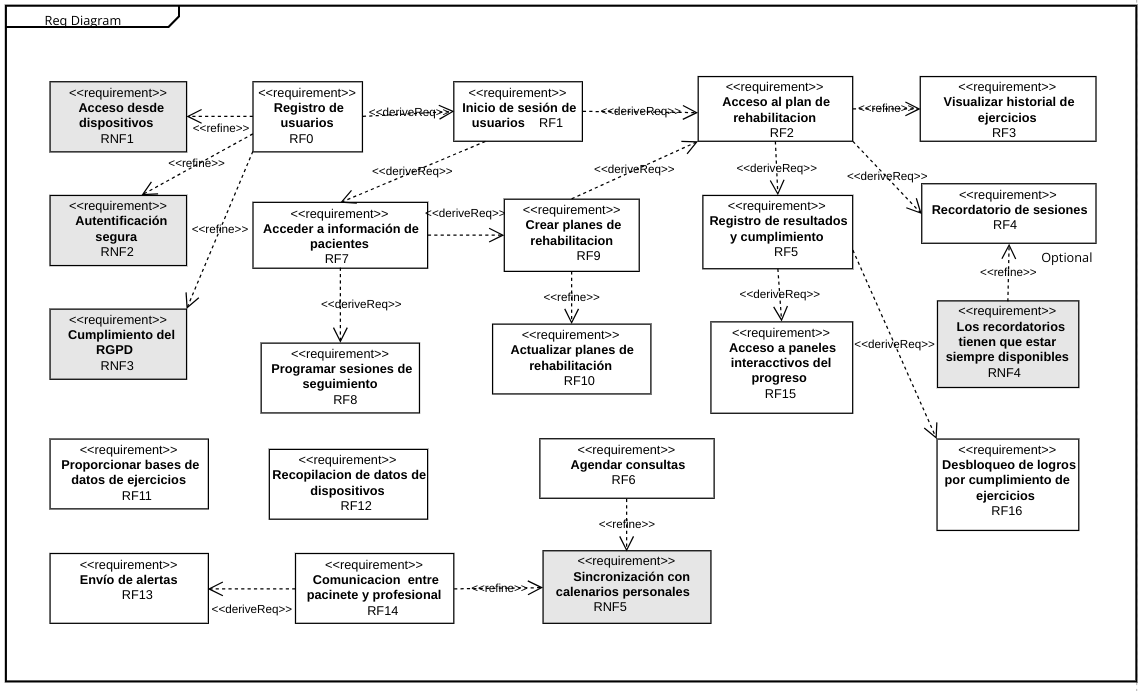 Req Diagram
<<requirement>>
Acceso desde
dispositivos
RNF1
<<refine>>
<<requirement>>
Registro de
usuarios
RF0
<<deriveReq>>
<<requirement>>
Inicio de sesión de
usuarios RF1
<<deriveReq>>
<<requirement>>
Acceso al plan de
rehabilitacion
RF2
<<refine>>
<<requirement>>
Visualizar historial de
ejercicios
RF3
<<refine>>
<<deriveReq>>
<<deriveReq>>
<<deriveReq>>
<<deriveReq>>
<<requirement>>
Autentificación
segura
RNF2
<<refine>>
<<requirement>>
Acceder a información de
pacientes
RF7
<<deriveReq>>
<<requirement>>
Crear planes de
rehabilitacion
RF9
<<requirement>>
Registro de resultados
y cumplimiento
RF5
<<requirement>>
Recordatorio de sesiones
RF4
Optional
<<refine>>
<<deriveReq>>
<<refine>>
<<deriveReq>>
<<requirement>>
Cumplimiento del
RGPD
RNF3
<<requirement>>
Programar sesiones de
seguimiento
RF8
<<requirement>>
Actualizar planes de
rehabilitación
RF10
<<requirement>>
Acceso a paneles
interacctivos del
progreso
RF15
<<deriveReq>>
<<requirement>>
Los recordatorios
tienen que estar
siempre disponibles
RNF4
<<requirement>>
Proporcionar bases de
datos de ejercicios
RF11
<<requirement>>
Recopilacion de datos de
dispositivos
RF12
<<requirement>>
Agendar consultas
RF6
<<requirement>>
Desbloqueo de logros
por cumplimiento de
ejercicios
RF16
<<refine>>
<<requirement>>
Envío de alertas
RF13
<<deriveReq>>
<<requirement>>
Comunicacion entre
pacinete y profesional
RF14
<<refine>>
<<requirement>>
Sincronización con
calenarios personales
RNF5